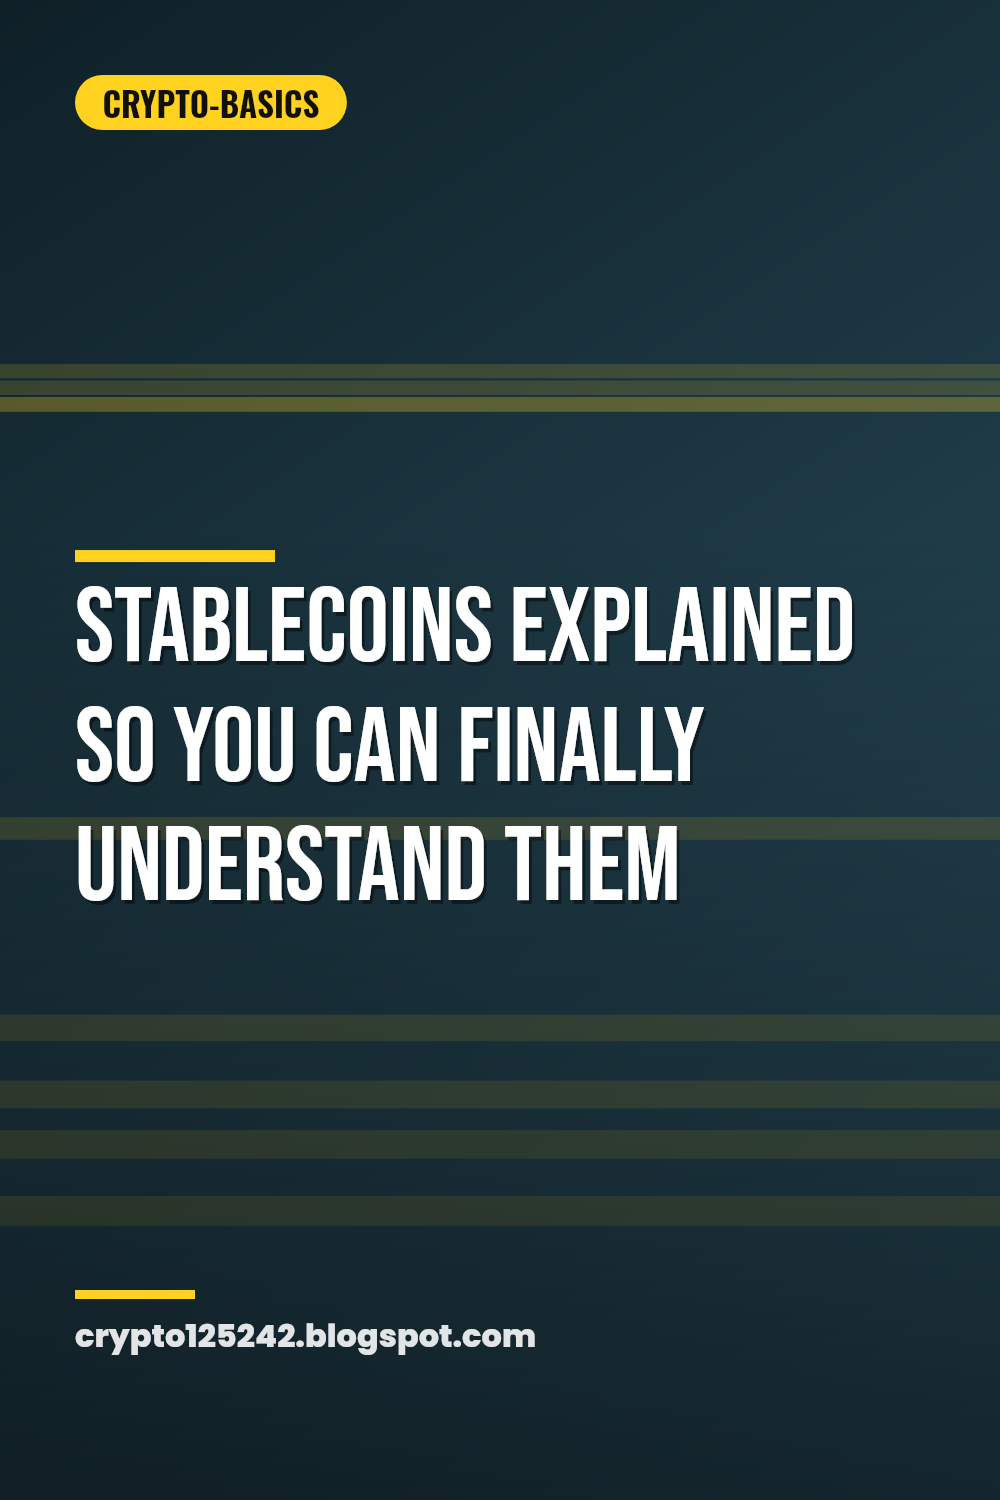 CRYPTO-BASICS
STABLECOINS EXPLAINED
SO YOU CAN FINALLY
UNDERSTAND THEM
crypto125242.blogspot.com